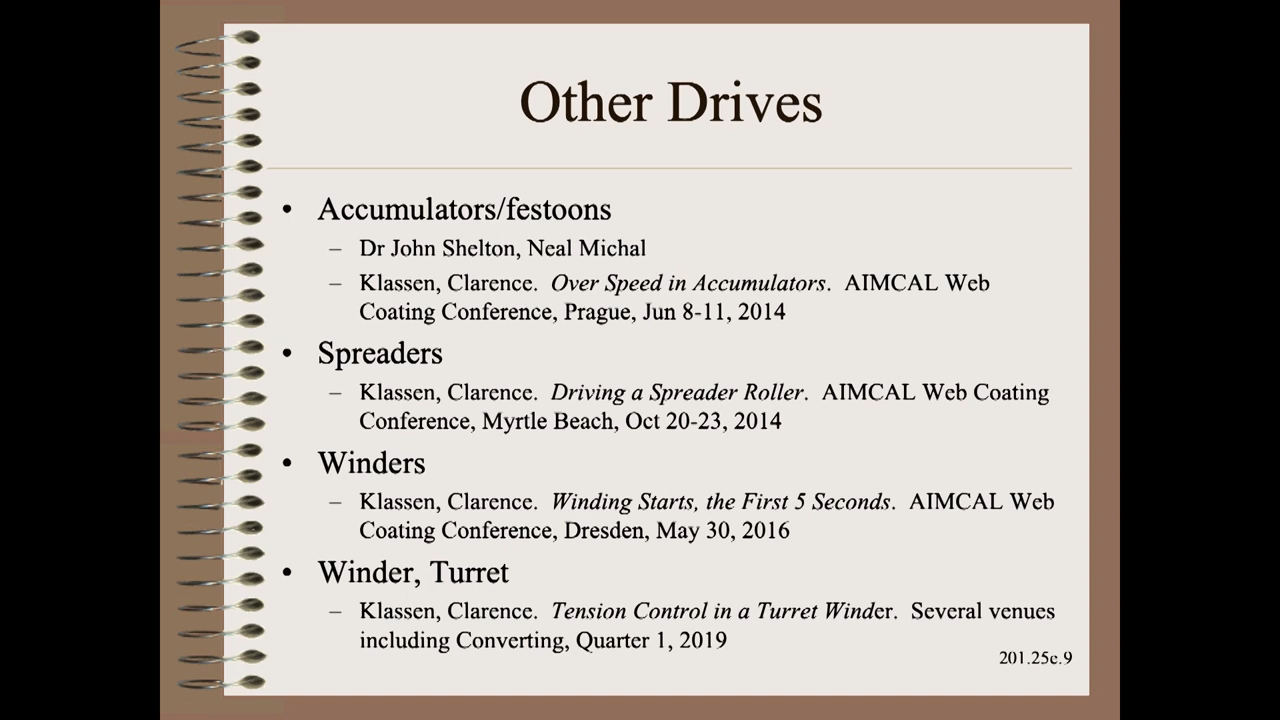 Other Drives
• Accumulators/festoons
– Dr John Shelton, Neal Michal
– Klassen, Clarence. Over Speed in Accumulators. AIMCAL Web
Coating Conference, Prague, Jun 8-11, 2014
• Spreaders
– Klassen, Clarence. Driving a Spreader Roller. AIMCAL Web Coating
Conference, Myrtle Beach, Oct 20-23, 2014
• Winders
– Klassen, Clarence. Winding Starts, the First 5 Seconds. AIMCAL Web
Coating Conference, Dresden, May 30, 2016
• Winder, Turret
– Klassen, Clarence. Tension Control in a Turret Winder. Several venues
including Converting, Quarter 1, 2019
201.25c.9